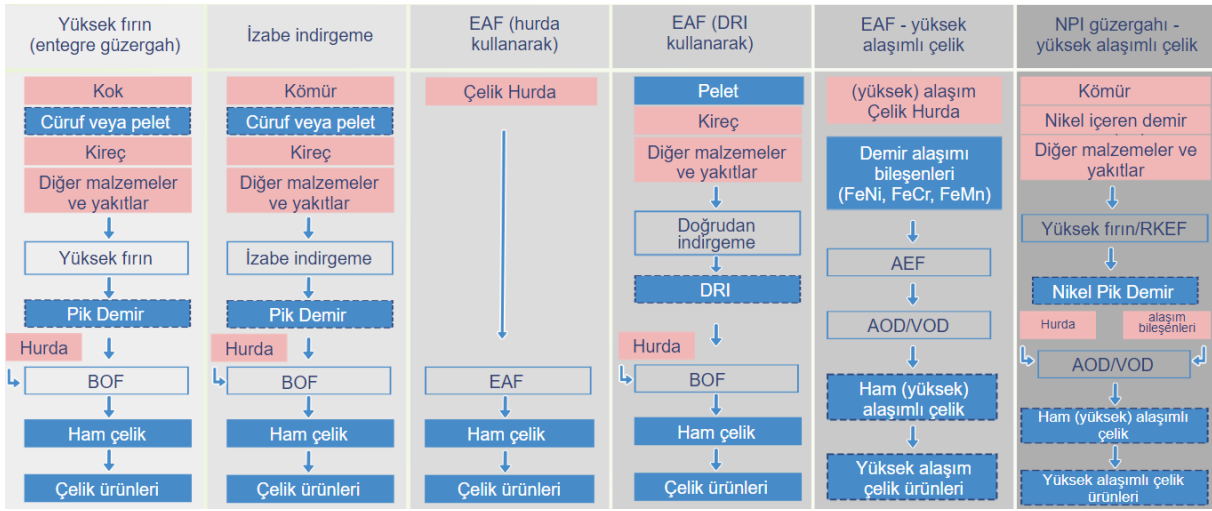 Yüksek fırın
(entegre güzergah)
Kok
Cüruf veya pelet
Kireç
Diğer malzemeler
ve yakıtlar
Yüksek fırın
Pik Demir
Hurda
BOF
Ham çelik
Çelik ürünleri
İzabe indirgeme
Kömür
Cüruf veya pelet
Kireç
Diğer malzemeler
ve yakıtlar
İzabe indirgeme
Pik Demir
Hurda
BOF
Ham çelik
Çelik ürünleri
EAF (hurda
kullanarak)
Çelik Hurda
EAF
Ham çelik
Çelik ürünleri
EAF (DRI
kullanarak)
Pelet
Kireç
Diğer malzemeler
ve yakıtlar
Doğrudan
indirgeme
DRI
Hurda
BOF
Ham çelik
Çelik ürünleri
EAF - yüksek
alaşımlı çelik
(yüksek) alaşım
Çelik Hurda
Demir alaşımı
bileşenleri
(FeNi, FeCr, FeMn)
AEF
AOD/VOD
Ham (yüksek)
alaşımlı çelik
Yüksek alaşım
çelik ürünleri
NPI güzergahı -
yüksek alaşımlı çelik
Kömür
Nikel içeren demir
Diğer malzemeler ve
yakıtlar
Yüksek fırın/RKEF
Nikel Pik Demir
Hurda
alaşım
bileşenleri
AOD/VOD
Ham (yüksek) alaşımlı
çelik
Yüksek alaşımlı çelik
ürünleri